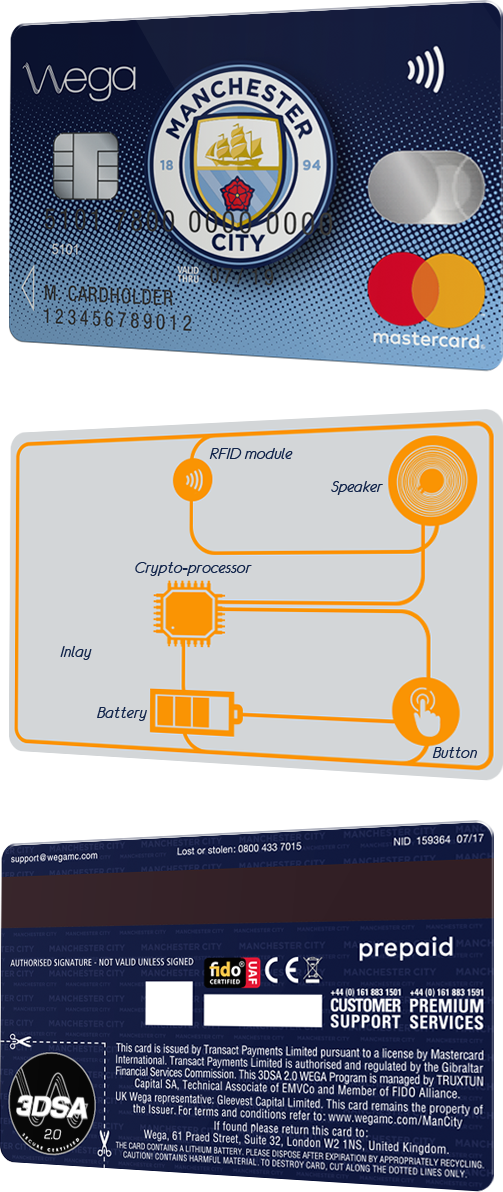 Wega
MANCHESTER
18 94
CITY
0000 000
5101
VALID
THRU
M. CARDHOLDER
123456789012
mastercard.
RFID module
Speaker
Crypto-processor
Inlay
Battery
Button
support@wegamc.com
Lost or stolen: 0800 433 7015
NID 159364 07/17
prepaid
AUTHORISED SIGNATURE - NOT VALID UNLESS SIGNED
fido
CERTIFIED
UAF
CE
+44 (0) 161 883 1501
CUSTOMER
SUPPORT
+44 (0) 161 883 1591
PREMIUM
SERVICES
This card is issued by Transact Payments Limited pursuant to a license by Mastercard
International. Transact Payments Limited is authorised and regulated by the Gibraltar
Financial Services Commission. This 3DSA 2.0 WEGA Program is managed by TRUXTUN
Capital SA, Technical Associate of EMVCo and Member of FIDO Alliance.
UK Wega representative: Gleevest Capital Limited. This card remains the property of
the Issuer. For terms and conditions refer to: www.wegamc.com/ManCity
If found please return this card to:
Wega, 61 Praed Street, Suite 32, London W2 1NS, United Kingdom.
THE CARD CONTAINS A LITHIUM BATTERY. PLEASE DISPOSE AFTER EXPIRATION BY APPROPRIATELY RECYCLING.
CAUTION! CONTAINS HARMFUL MATERIAL. TO DESTROY CARD, CUT ALONG THE DOTTED LINES ONLY.
3DSA
2.0
SECURE CERTIFIED